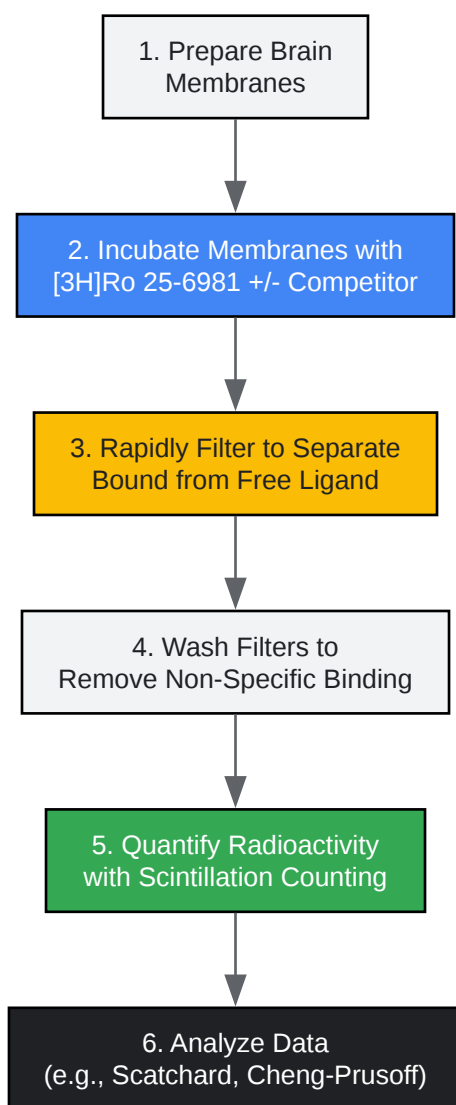 1. Prepare Brain
Membranes
2. Incubate Membranes with
[3H]Ro 25-6981 +/- Competitor
3. Rapidly Filter to Separate
Bound from Free Ligand
4. Wash Filters to
Remove Non-Specific Binding
5. Quantify Radioactivity
with Scintillation Counting
6. Analyze Data
(e.g., Scatchard, Cheng-Prusoff)